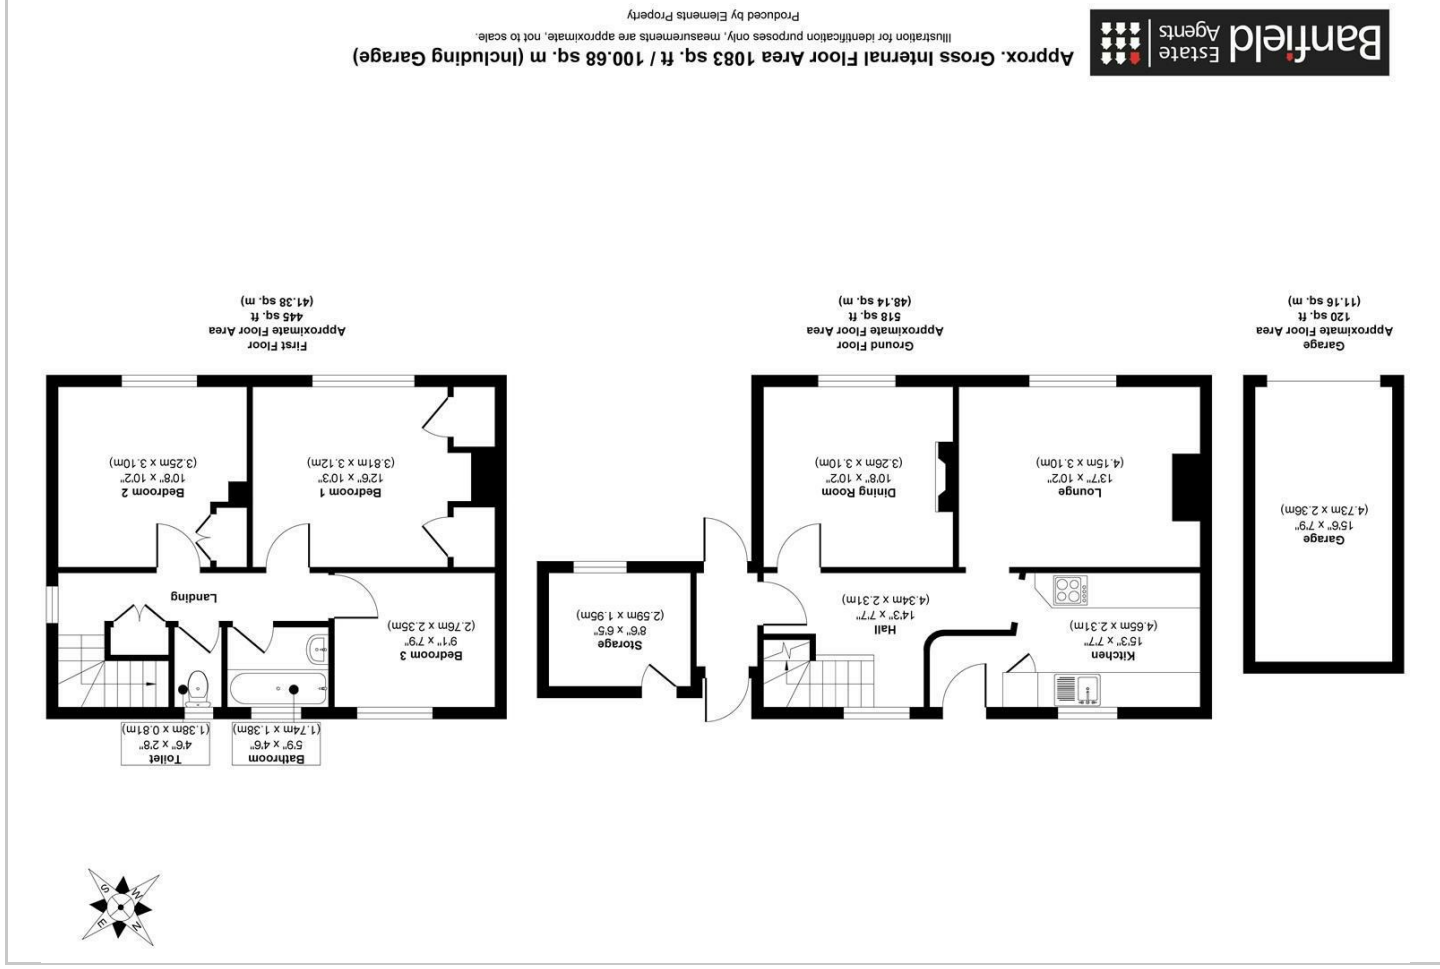 N
E
S
W
Toilet
4'6" x 2'8"
(1.38m x 0.81m)
Bathroom
5'9" x 4'6"
(1.74m x 1.38m)
Kitchen
15'3" x 7'7"
(4.65m x 2.31m)
Hall
14'3" x 7'7"
(4.34m x 2.31m)
Storage
8'6" x 6'5"
(2.59m x 1.95m)
Bedroom 3
9'1" x 7'9"
(2.76m x 2.35m)
Landing
Garage
15'6" x 7'9"
(4.73m x 2.36m)
Lounge
13'7" x 10'2"
(4.15m x 3.10m)
Dining Room
10'8" x 10'2"
(3.26m x 3.10m)
Bedroom 1
12'6" x 10'3"
(3.81m x 3.12m)
Bedroom 2
10'8" x 10'2"
(3.25m x 3.10m)
Garage
Approximate Floor Area
120 sq. ft
(11.16 sq. m)
Ground Floor
Approximate Floor Area
518 sq. ft
(48.14 sq. m)
First Floor
Approximate Floor Area
445 sq. ft
(41.38 sq. m)
Banfield
Estate
Agents
Approx. Gross Internal Floor Area 1083 sq. ft / 100.68 sq. m (Including Garage)
Illustration for identification purposes only, measurements are approximate, not to scale.
Produced by Elements Property